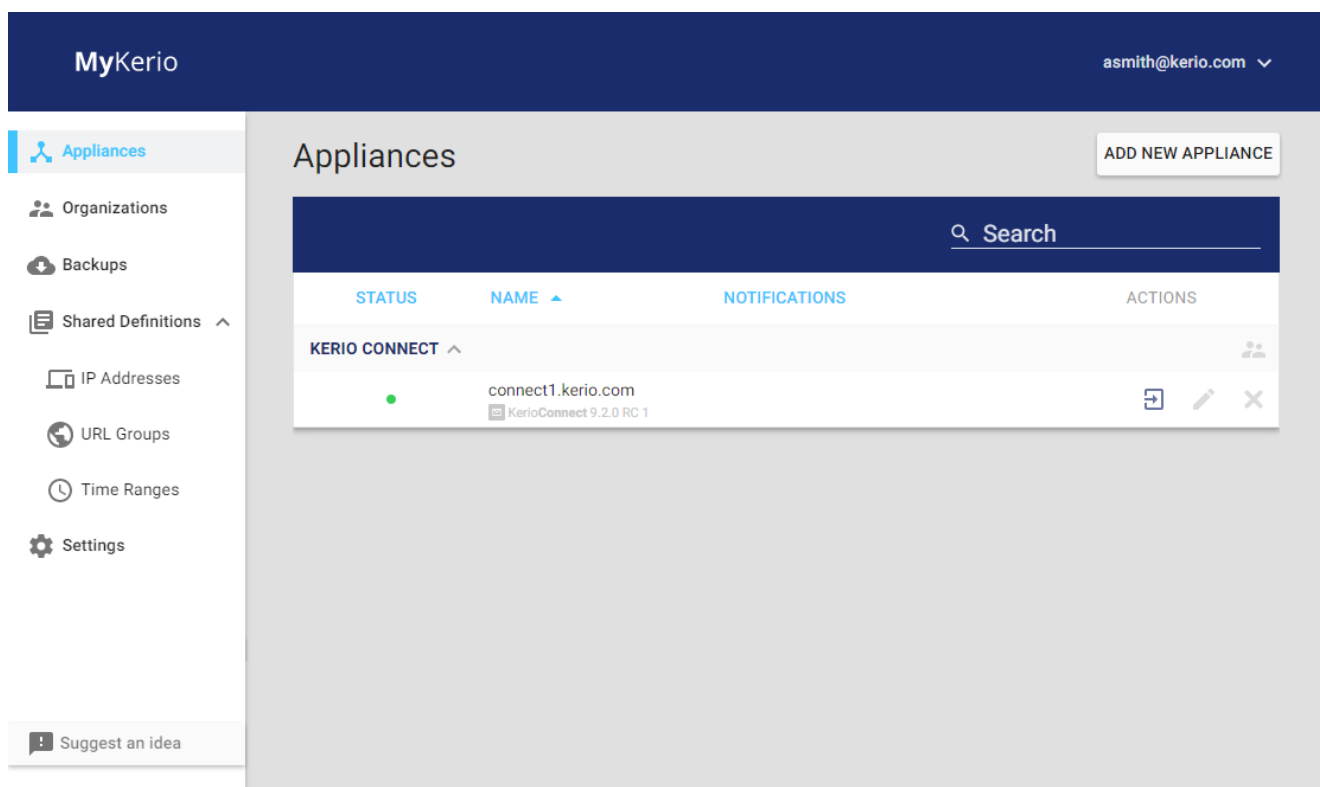 MyKerio
asmith@kerio.com
Appliances
Organizations
Backups
Shared Definitions
IP Addresses
URL Groups
Time Ranges
Settings
Suggest an idea
Appliances
ADD NEW APPLIANCE
Search
STATUS NAME NOTIFICATIONS ACTIONS
KERIO CONNECT
connect1.kerio.com
KerioConnect 9.2.0 RC 1